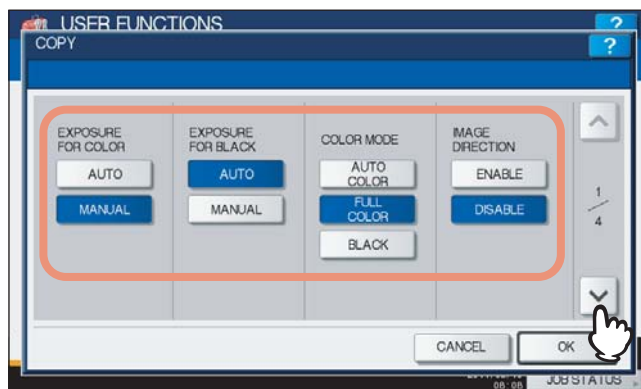 USER FUNCTIONS
?
COPY
?
EXPOSURE
FOR COLOR
AUTO
MANUAL
EXPOSURE
FOR BLACK
AUTO
MANUAL
COLOR MODE
AUTO
COLOR
FULL
COLOR
BLACK
IMAGE
DIRECTION
ENABLE
DISABLE
1
4
CANCEL
OK
JOB STATUS